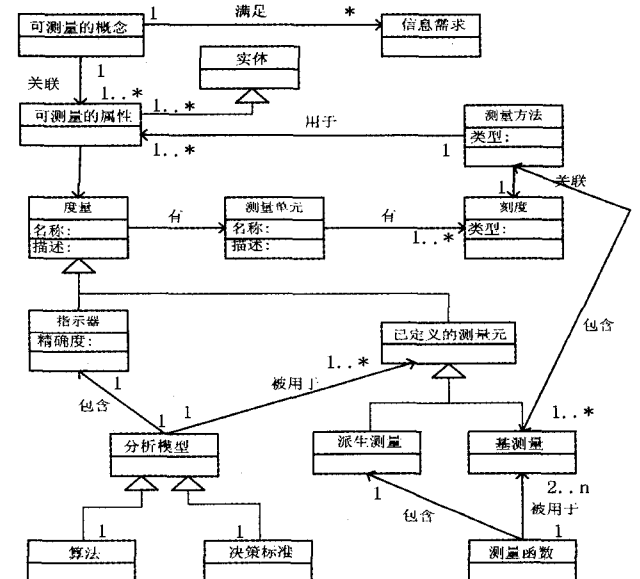 可测量的概念
1
满足
*
信息需求
实体
关联
1
1..*
1..*
可测量的属性
用于
测量方法
类型:
1..*
1
关联
1
度量
名称:
描述:
有
测量单元
名称:
描述:
有
1..*
刻度
类型:
指示器
精确度:
已定义的测量元
包含
1
包含
1
1
被用于
1..*
1..*
分析模型
派生测量
基测量
1
包含
2..n
被用于
1
1
1
算法
决策标准
测量函数